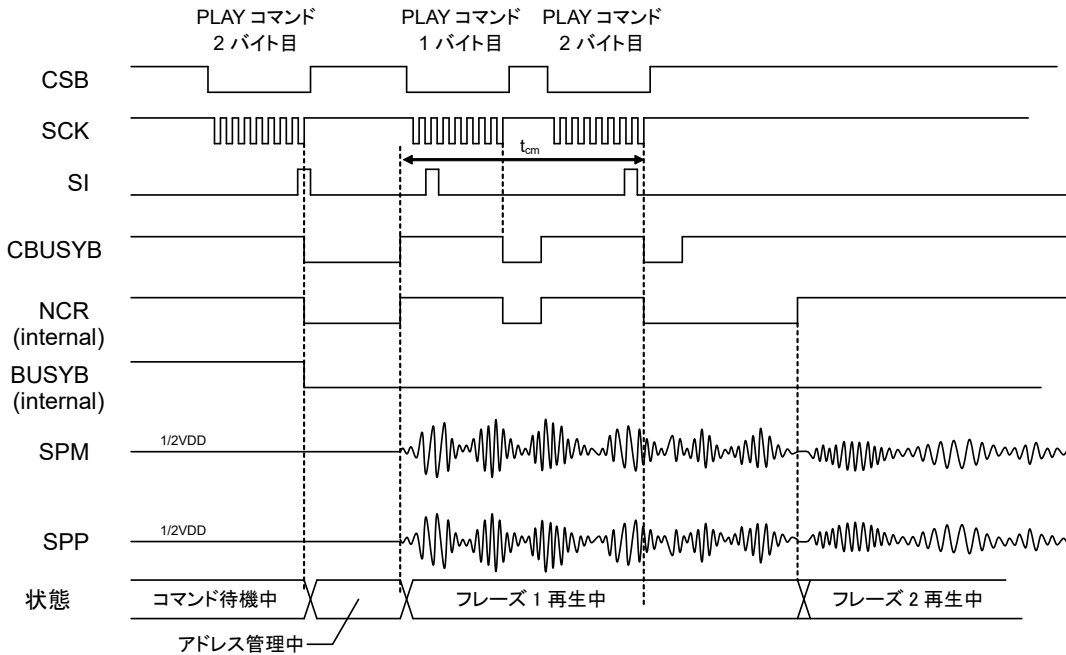 PLAY コマンド
2 バイト目
PLAY コマンド
1 バイト目
PLAY コマンド
2 バイト目
CSB
SCK
tcm
SI
CBUSYB
NCR
(internal)
BUSYB
(internal)
1/2VDD
SPM
1/2VDD
SPP
状態
コマンド待機中
フレーズ 1 再生中
フレーズ 2 再生中
アドレス管理中